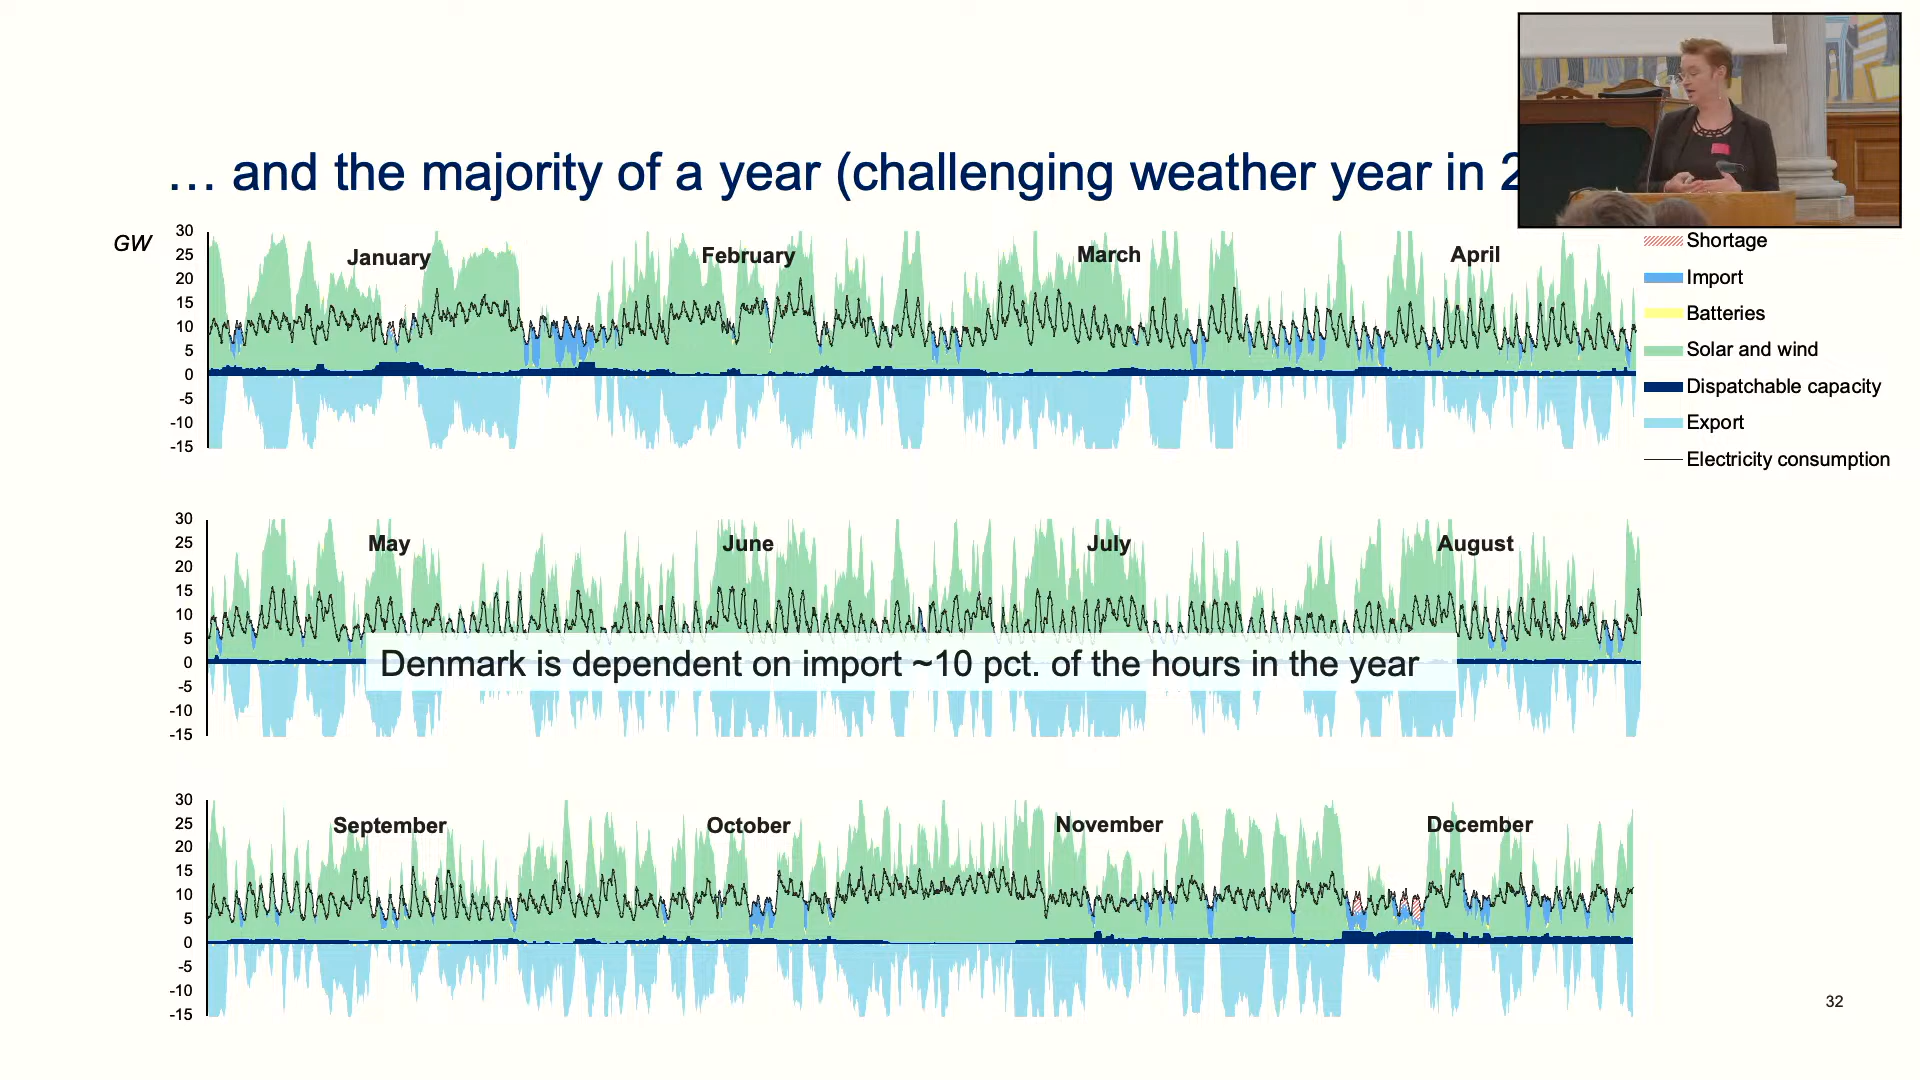 … and the majority of a year (challenging weather year in 2
GW
30
25
20
15
10
5
0
-5
-10
-15
January
February
March
April
Shortage
Import
Batteries
Solar and wind
Dispatchable capacity
Export
Electricity consumption
30
25
20
15
10
5
0
-5
-10
-15
May
June
July
August
Denmark is dependent on import ~10 pct. of the hours in the year
30
25
20
15
10
5
0
-5
-10
-15
September
October
November
December
32